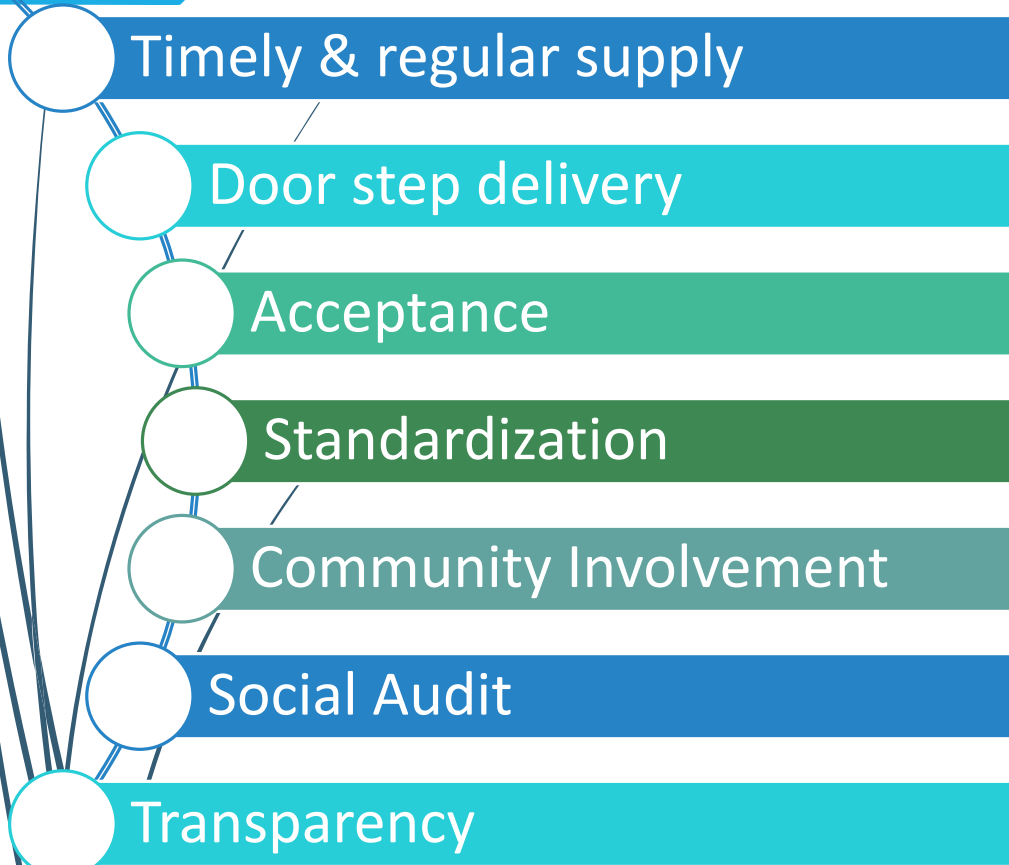 Timely & regular supply
Door step delivery
Acceptance
Standardization
Community Involvement
Social Audit
Transparency